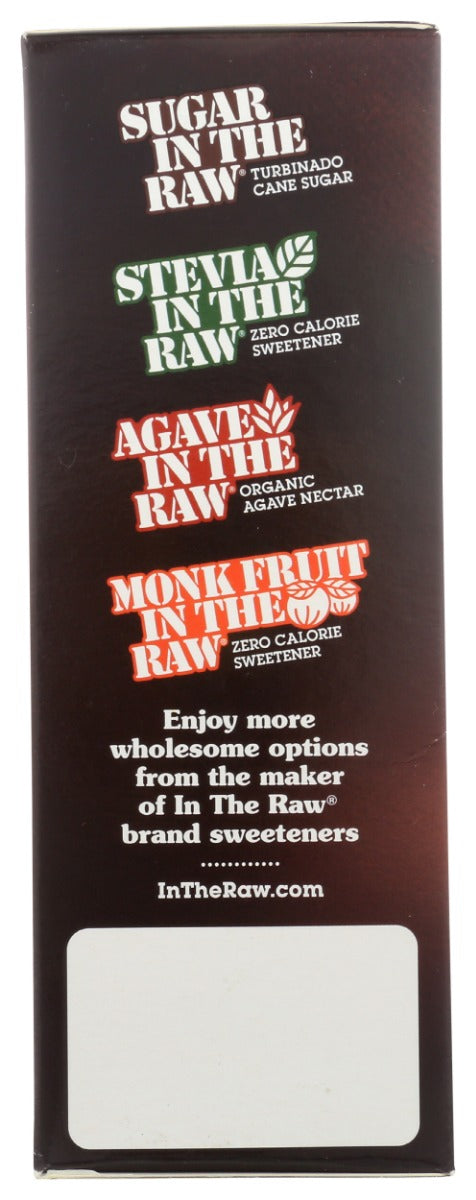 SUGAR
IN THE
RAW®
TURBINADO
CANE SUGAR
STEVIA
IN THE
RAW®
ZERO CALORIE
SWEETENER
AGAVE
IN THE
RAW®
ORGANIC
AGAVE NECTAR
MONK FRUIT
IN THE
RAW®
ZERO CALORIE
SWEETENER
Enjoy more
wholesome options
from the maker
of In The Raw®
brand sweeteners
InTheRaw.com